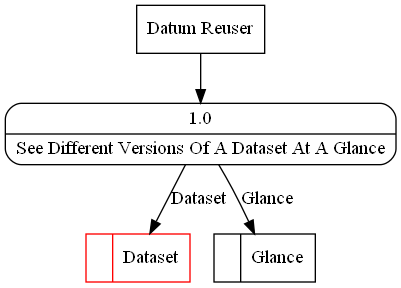 Datum Reuser
1.0
See Different Versions Of A Dataset At A Glance
Dataset
Glance
Dataset
Glance